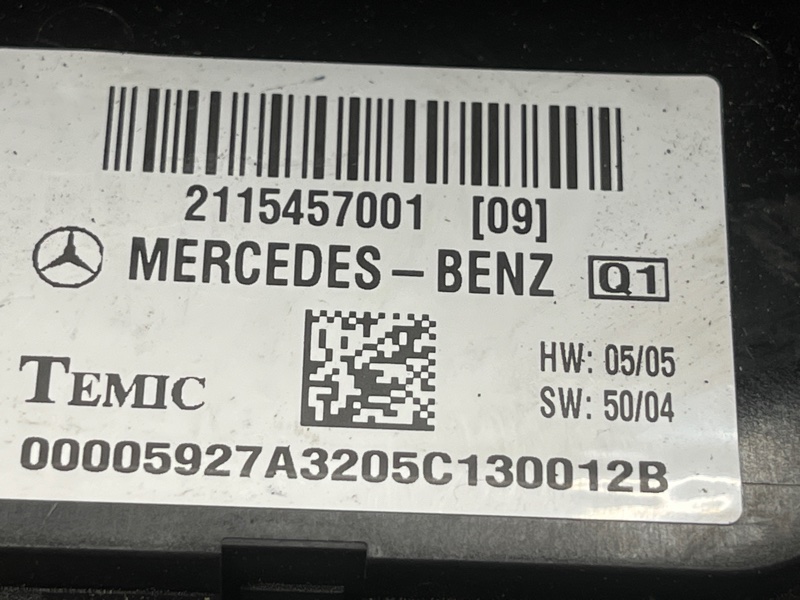 2115457001 [09]
MERCEDES-BENZ Q1
HW: 05/05
TEMIC
SW: 50/04
00005927A3205C130012B